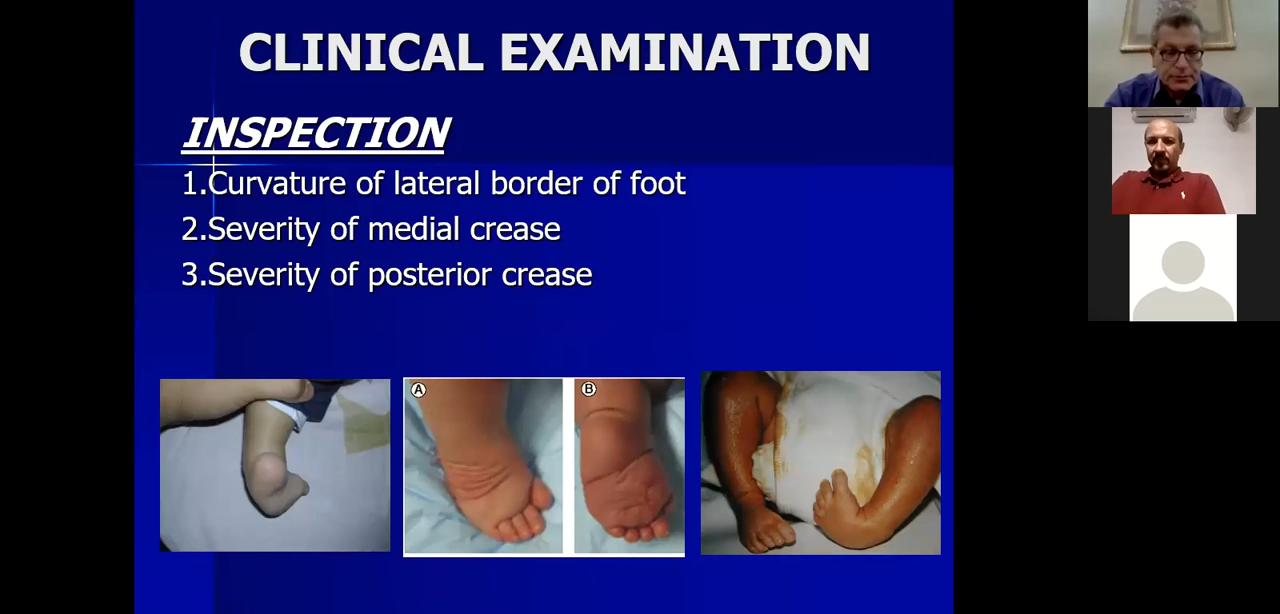 CLINICAL EXAMINATION
INSPECTION
1.Curvature of lateral border of foot
2.Severity of medial crease
3.Severity of posterior crease
A
B